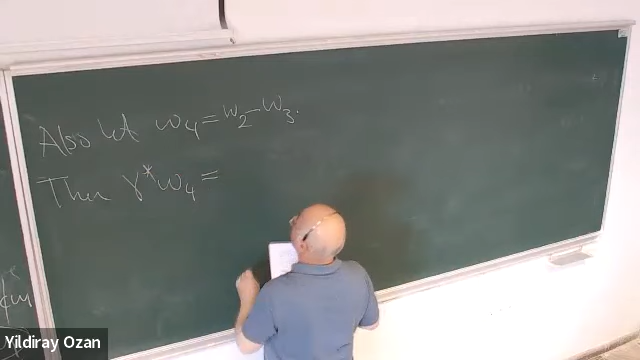 Also let ω₄ = ω₂ - ω₃.
Then γ*ω₄ =
Yildiray Ozan